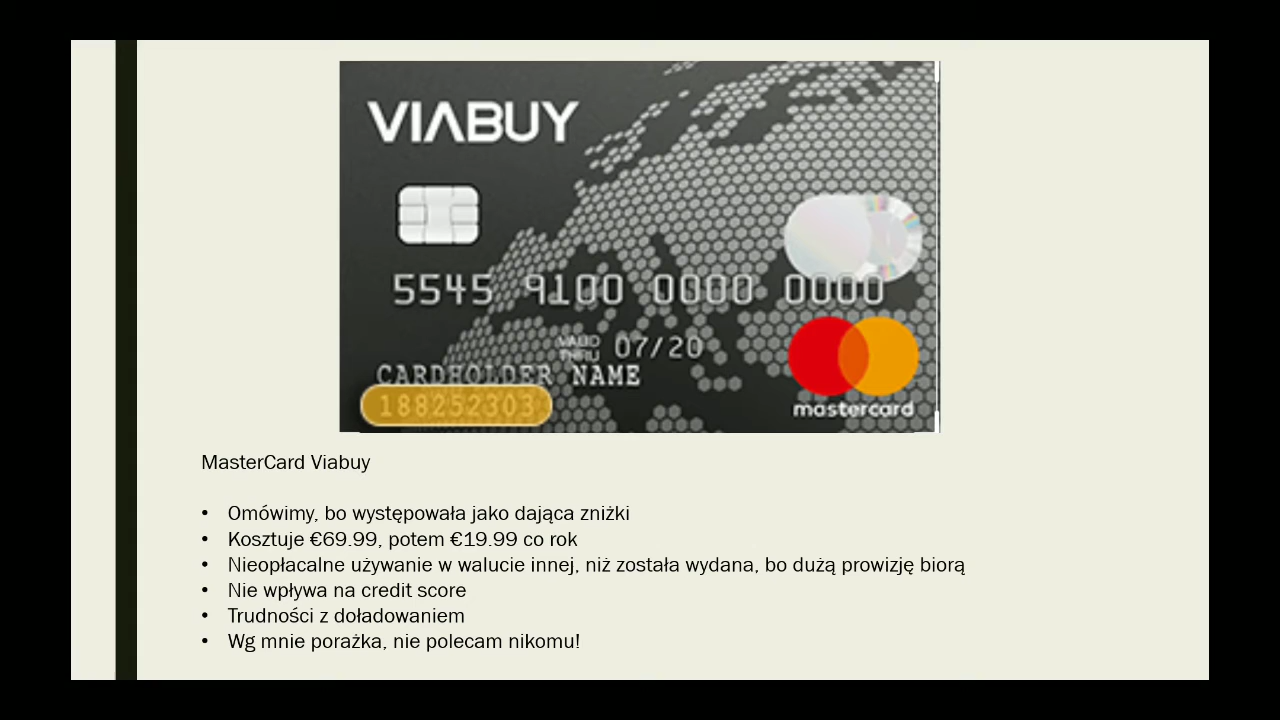 VIABUY
5545 9100 0000 0000
VALID
THRU 07/20
CARDHOLDER NAME
188252303
mastercard
MasterCard Viabuy
• Omówimy, bo występowała jako dająca zniżki
• Kosztuje €69.99, potem €19.99 co rok
• Nieopłacalne używanie w walucie innej, niż została wydana, bo dużą prowizję biorą
• Nie wpływa na credit score
• Trudności z doładowaniem
• Wg mnie porażka, nie polecam nikomu!